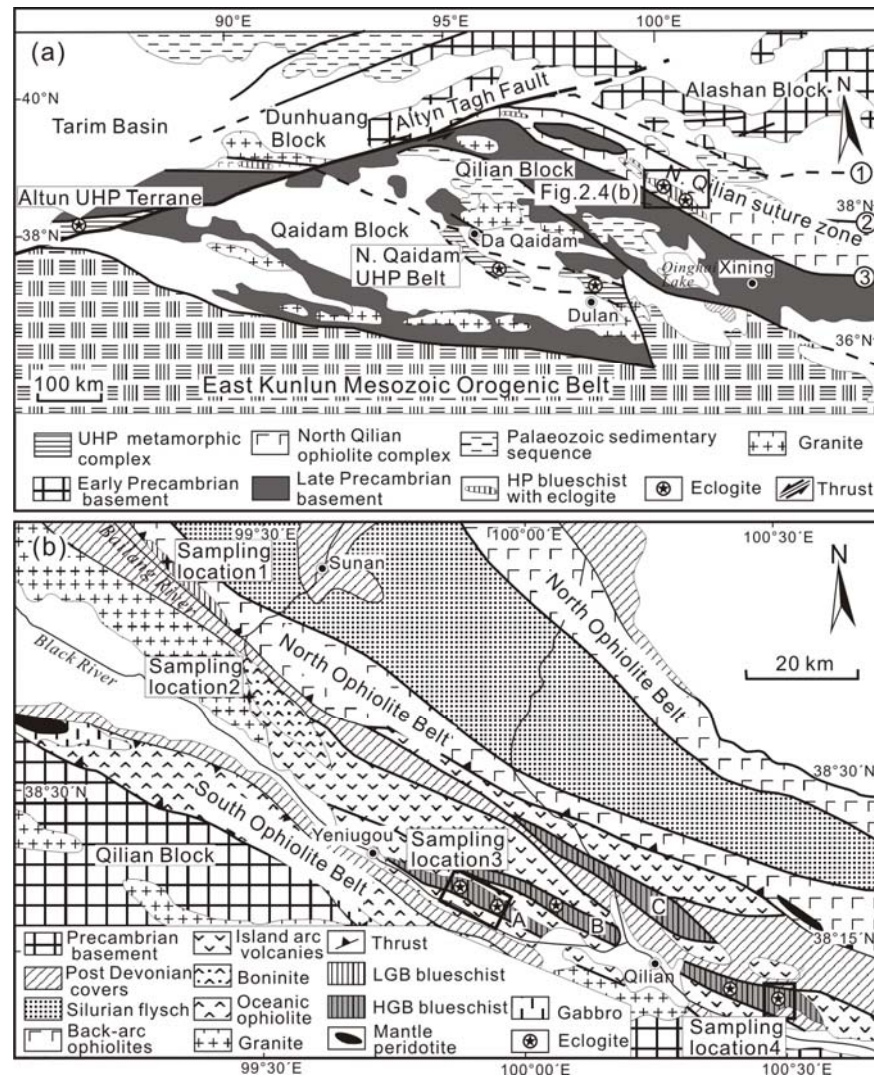 90°E
95°E
100°E
(a)
N
40°N
Tarim Basin
Dunhuang
Block
Altyn Tagh Fault
Alashan Block
Qilian Block
Fig.2.4(b)
N. Qilian suture zone
1
38°N
2
3
Altun UHP Terrane
38°N
Qaidam Block
Da Qaidam
N. Qaidam
UHP Belt
Qinghai
Lake
Xining
Dulan
36°N
100 km
East Kunlun Mesozoic Orogenic Belt
UHP metamorphic
complex
North Qilian
ophiolite complex
Palaeozoic sedimentary
sequence
Granite
Early Precambrian
basement
Late Precambrian
basement
HP blueschist
with eclogite
Eclogite
Thrust
(b)
99°30′E
100°00′E
100°30′E
N
Sampling
location1
Sunan
Black River
Sampling
location2
North Ophiolite Belt
North Ophiolite Belt
20 km
38°30′N
38°30′N
South Ophiolite Belt
Yeniugou
Sampling
location3
Qilian Block
A
B
C
38°15′N
Qilian
Sampling
location4
Precambrian
basement
Island arc
volcanies
Thrust
Post Devonian
covers
Boninite
LGB blueschist
Silurian flysch
Oceanic
ophiolite
HGB blueschist
Gabbro
Back-arc
ophiolites
Granite
Mantle
peridotite
Eclogite
99°30′E
100°00′E
100°30′E